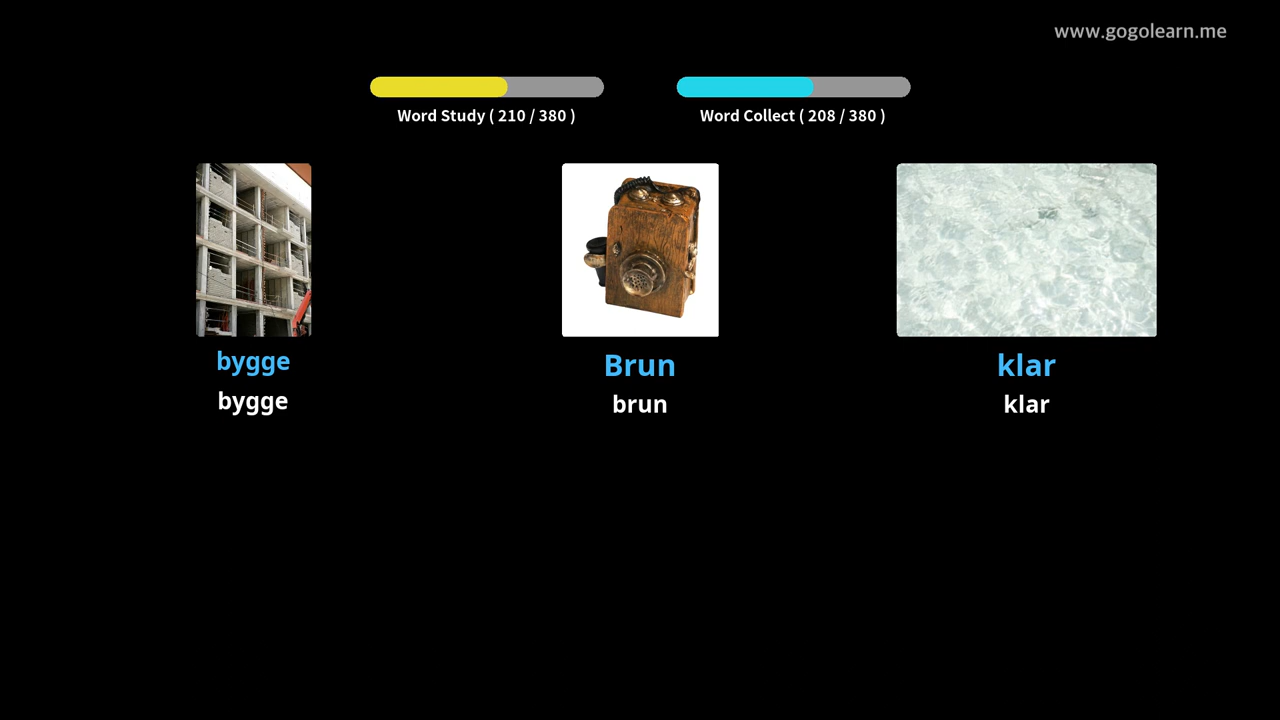 www.gogolearn.me
Word Study ( 210 / 380 )
Word Collect ( 208 / 380 )
bygge
bygge
Brun
brun
klar
klar